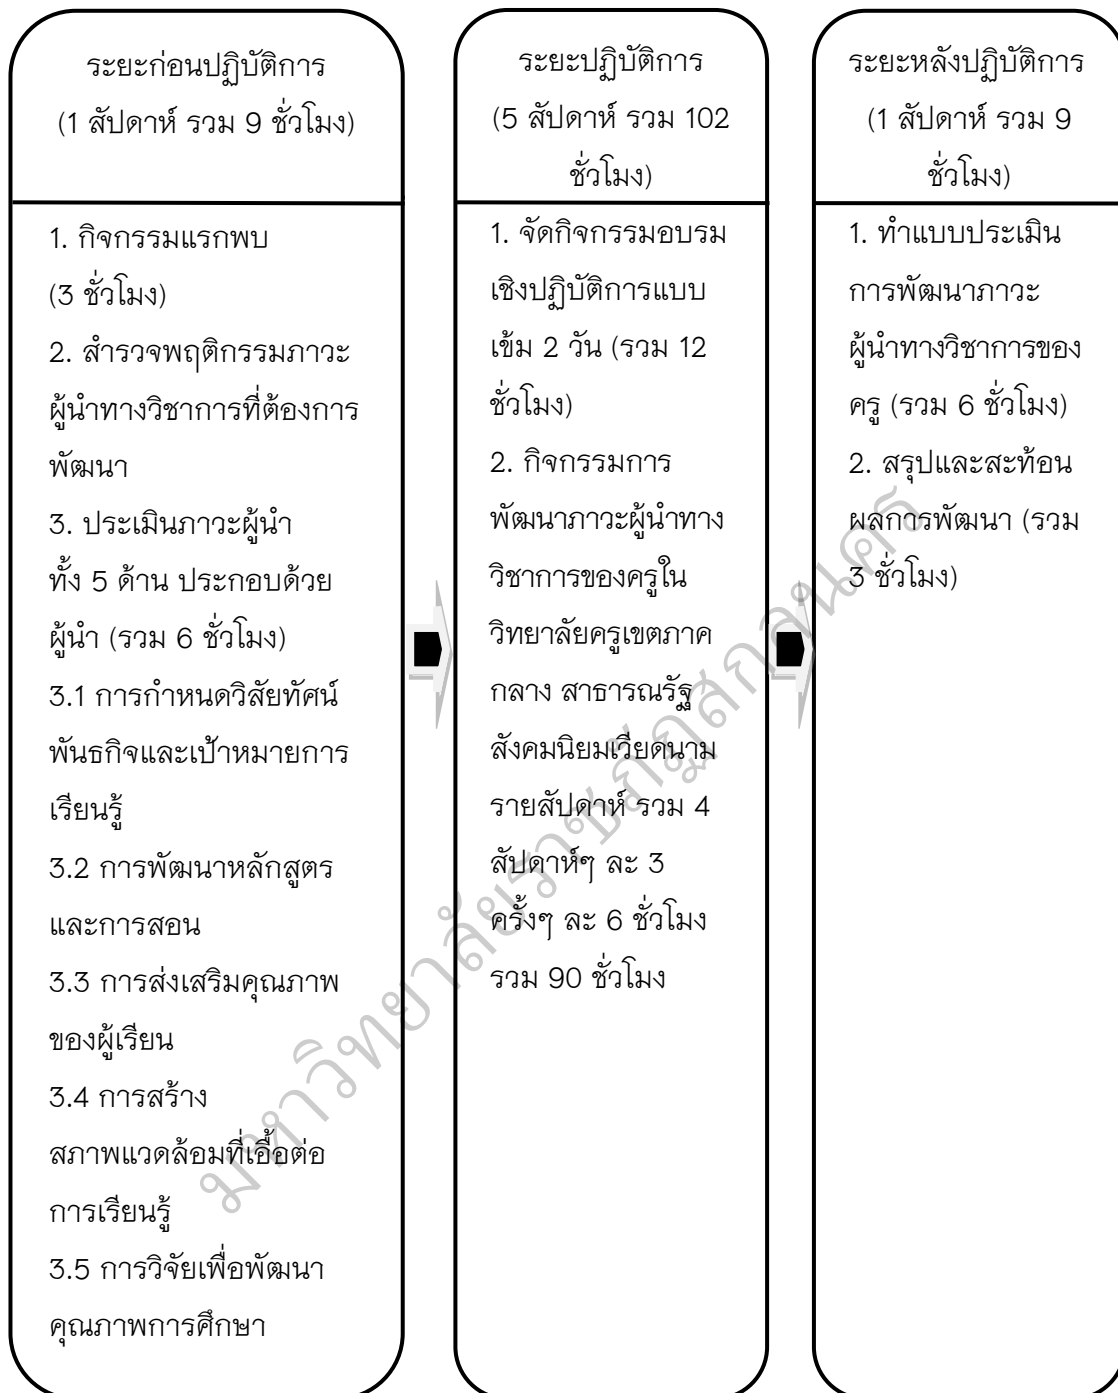 ระยะก่อนปฏิบัติการ
(1 สัปดาห์ รวม 9 ชั่วโมง)
1. กิจกรรมแรกพบ
(3 ชั่วโมง)
2. สำรวจพฤติกรรมภาวะ
ผู้นำทางวิชาการที่ต้องการ
พัฒนา
3. ประเมินภาวะผู้นำ
ทั้ง 5 ด้าน ประกอบด้วย
ผู้นำ (รวม 6 ชั่วโมง)
3.1 การกำหนดวิสัยทัศน์
พันธกิจและเป้าหมายการ
เรียนรู้
3.2 การพัฒนาหลักสูตร
และการสอน
3.3 การส่งเสริมคุณภาพ
ของผู้เรียน
3.4 การสร้าง
สภาพแวดล้อมที่เอื้อต่อ
การเรียนรู้
3.5 การวิจัยเพื่อพัฒนา
คุณภาพการศึกษา
ระยะปฏิบัติการ
(5 สัปดาห์ รวม 102
ชั่วโมง)
1. จัดกิจกรรมอบรม
เชิงปฏิบัติการแบบ
เข้ม 2 วัน (รวม 12
ชั่วโมง)
2. กิจกรรมการ
พัฒนาภาวะผู้นำทาง
วิชาการของครูใน
วิทยาลัยครูเขตภาค
กลาง สาธารณรัฐ
สังคมนิยมเวียดนาม
รายสัปดาห์ รวม 4
สัปดาห์ๆ ละ 3
ครั้งๆ ละ 6 ชั่วโมง
รวม 90 ชั่วโมง
ระยะหลังปฏิบัติการ
(1 สัปดาห์ รวม 9
ชั่วโมง)
1. ทำแบบประเมิน
การพัฒนาภาวะ
ผู้นำทางวิชาการของ
ครู (รวม 6 ชั่วโมง)
2. สรุปและสะท้อน
ผลการพัฒนา (รวม
3 ชั่วโมง)
มหาวิทยาลัยราชภัฏสกลนคร